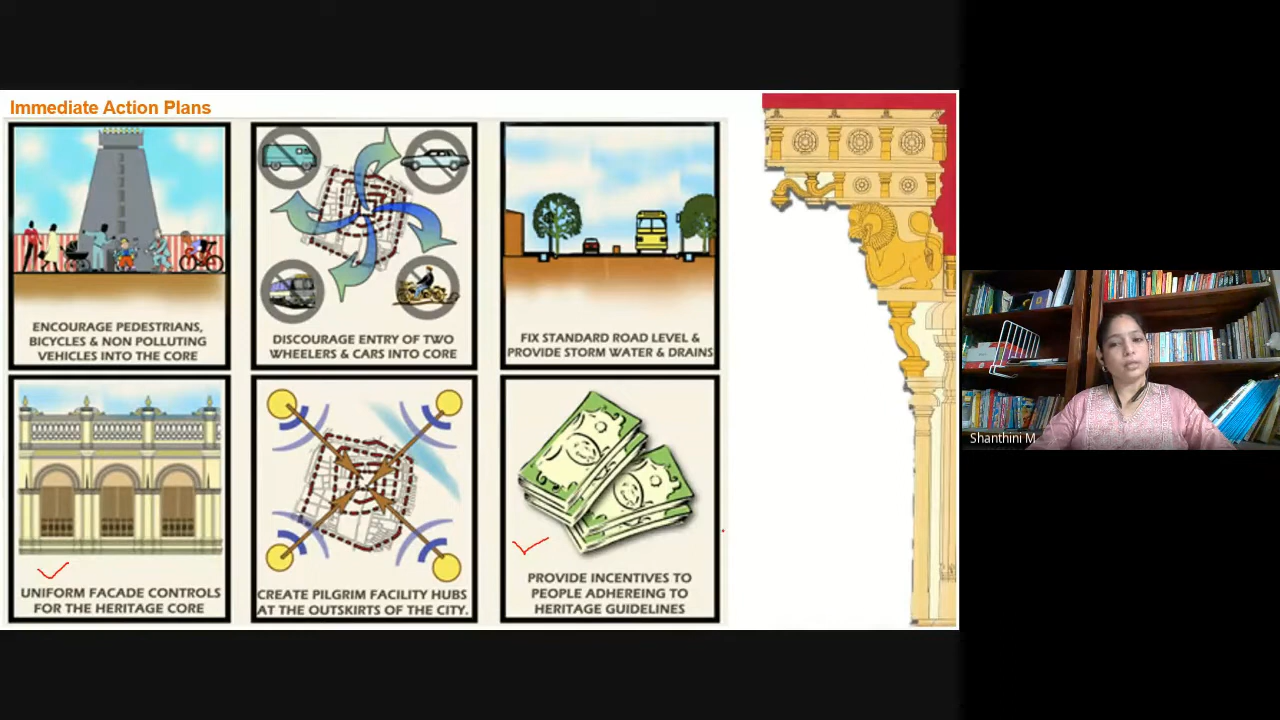 Immediate Action Plans
ENCOURAGE PEDESTRIANS,
BICYCLES & NON POLLUTING
VEHICLES INTO THE CORE
DISCOURAGE ENTRY OF TWO
WHEELERS & CARS INTO CORE
FIX STANDARD ROAD LEVEL &
PROVIDE STORM WATER & DRAINS
UNIFORM FACADE CONTROLS
FOR THE HERITAGE CORE
CREATE PILGRIM FACILITY HUBS
AT THE OUTSKIRTS OF THE CITY.
PROVIDE INCENTIVES TO
PEOPLE ADHEREING TO
HERITAGE GUIDELINES
Shanthini M